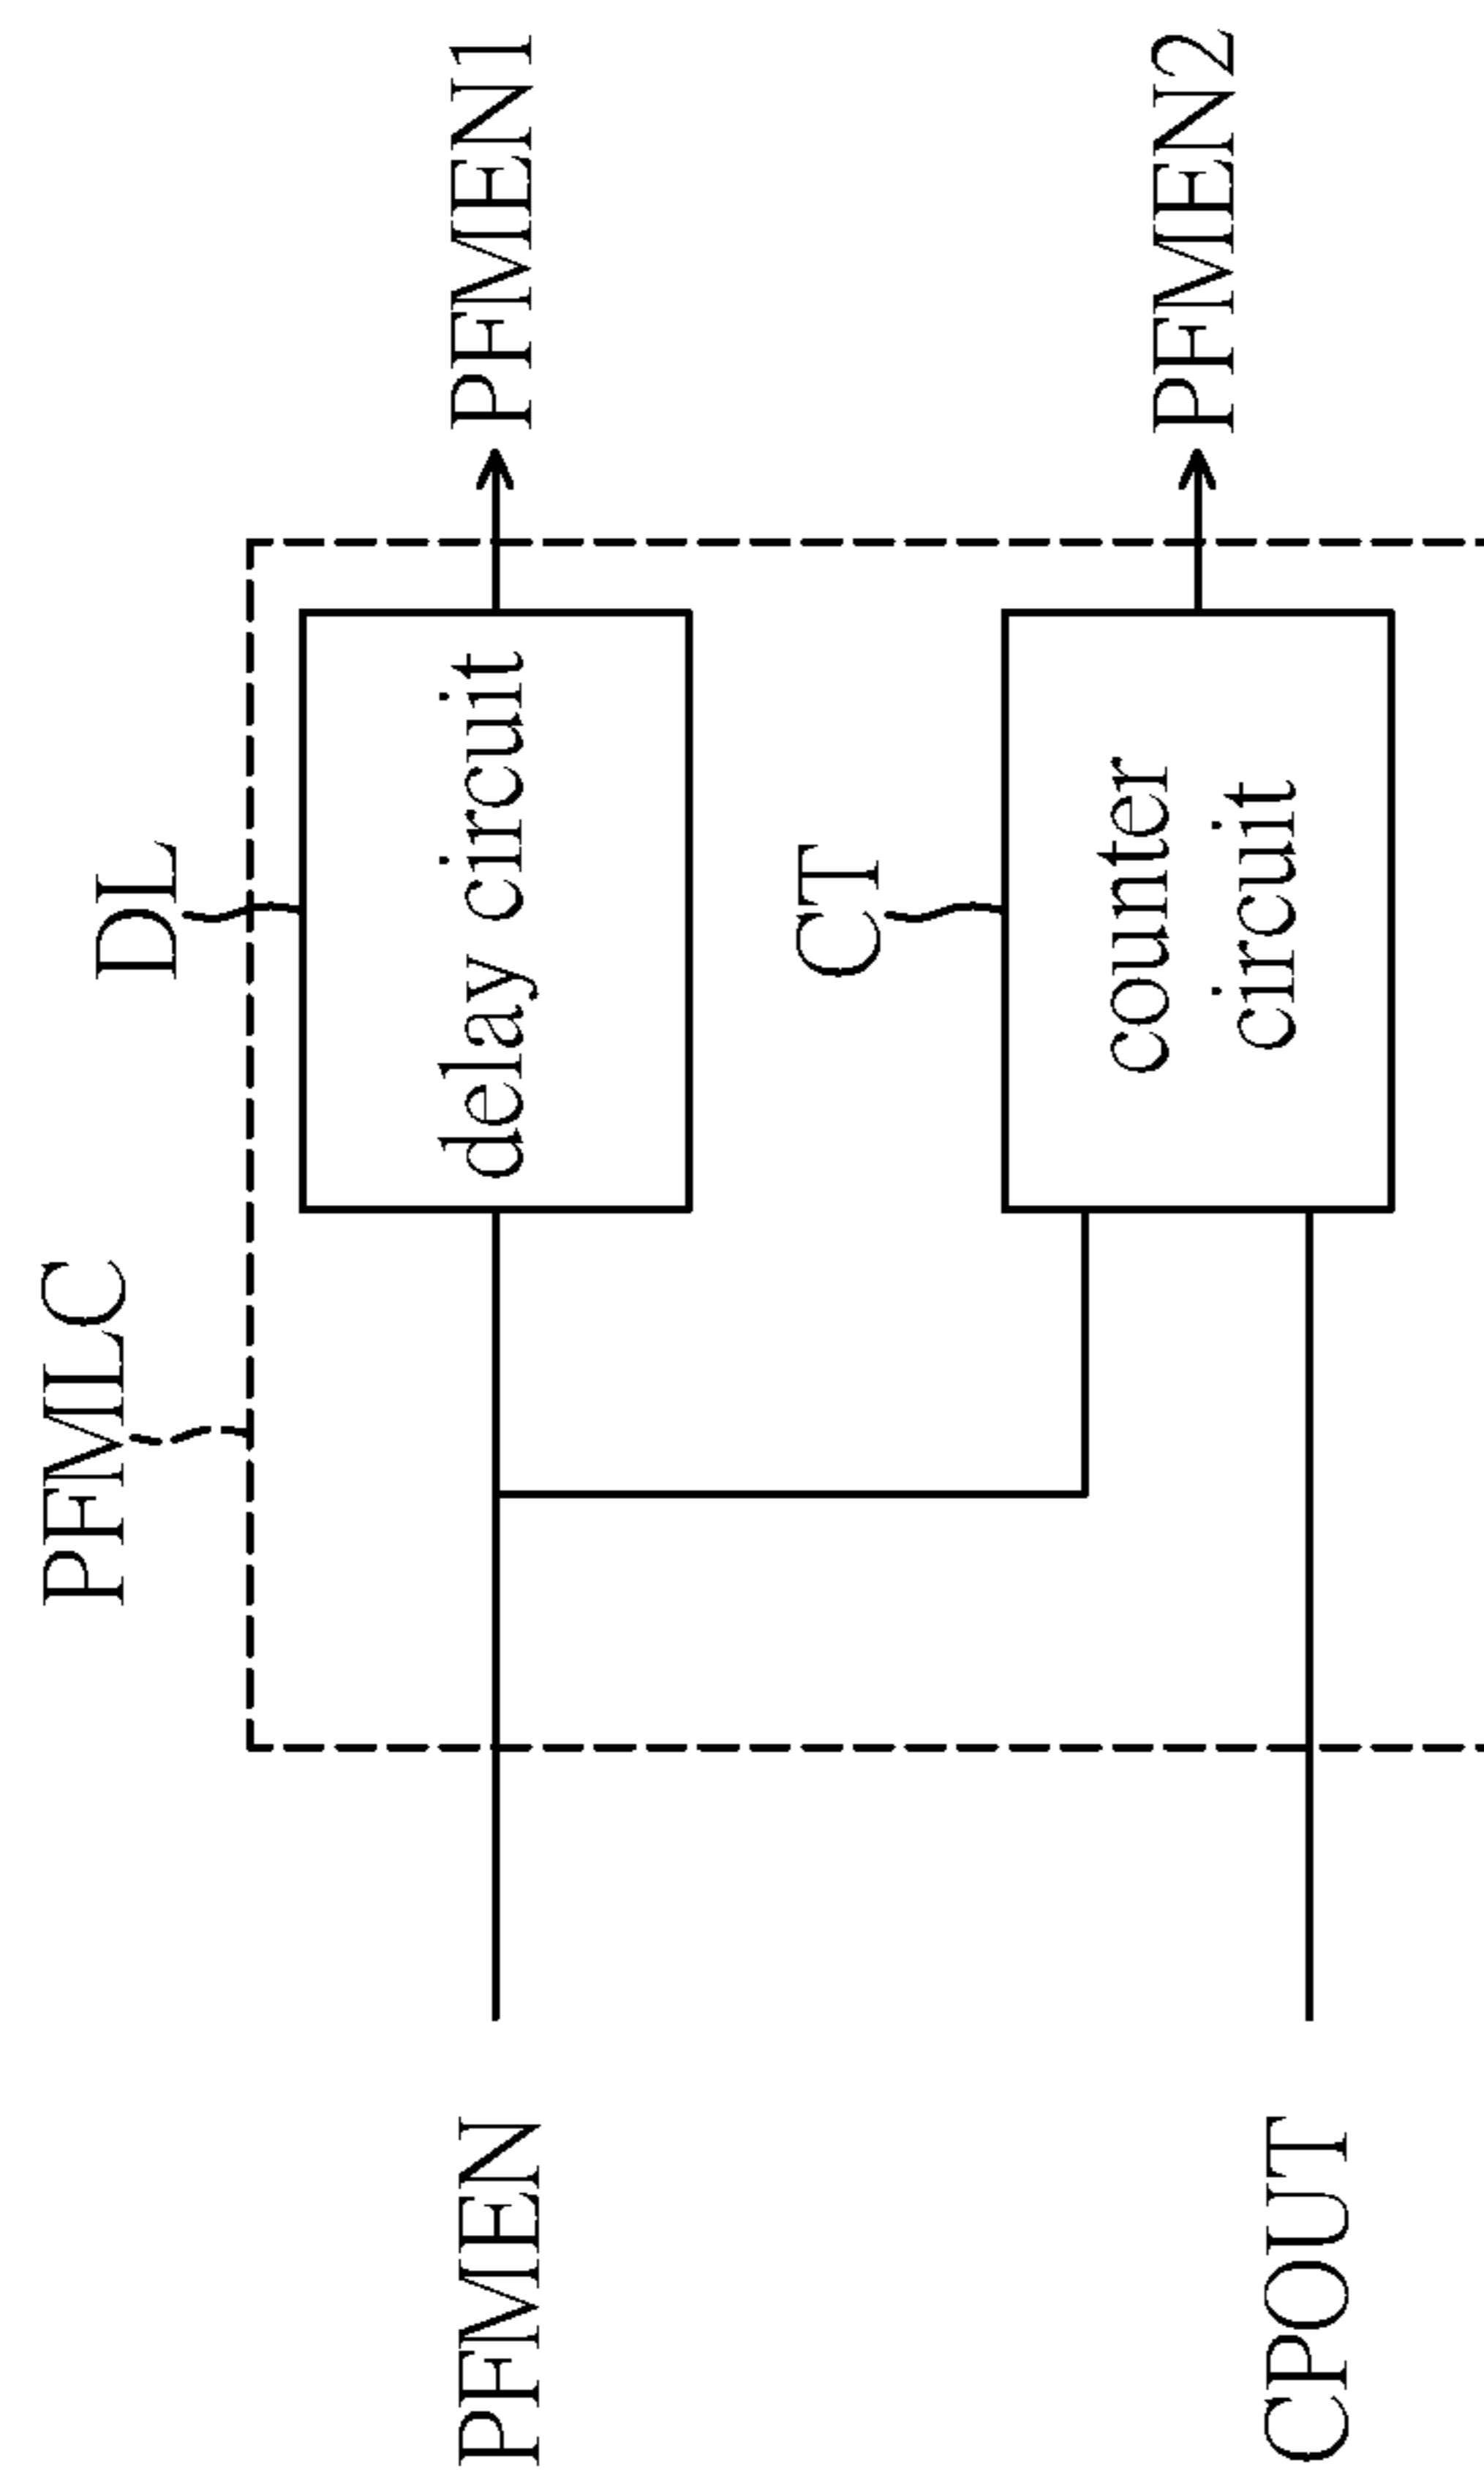 PFMLC
DL
PFMEN
delay circuit
PFMEN1
CT
counter
circuit
PFMEN2
CPOUT